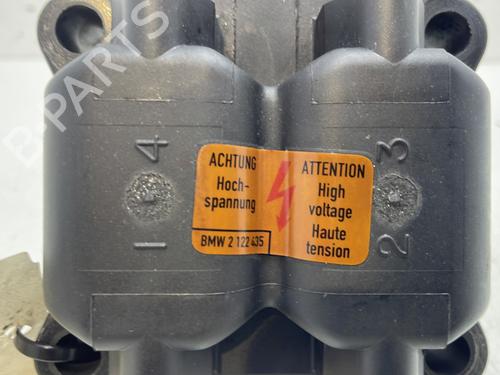 B-PARTS
1 4
ACHTUNG
Hoch-
spannung
BMW 2 122 435
ATTENTION
High
voltage
Haute
tension
2 3